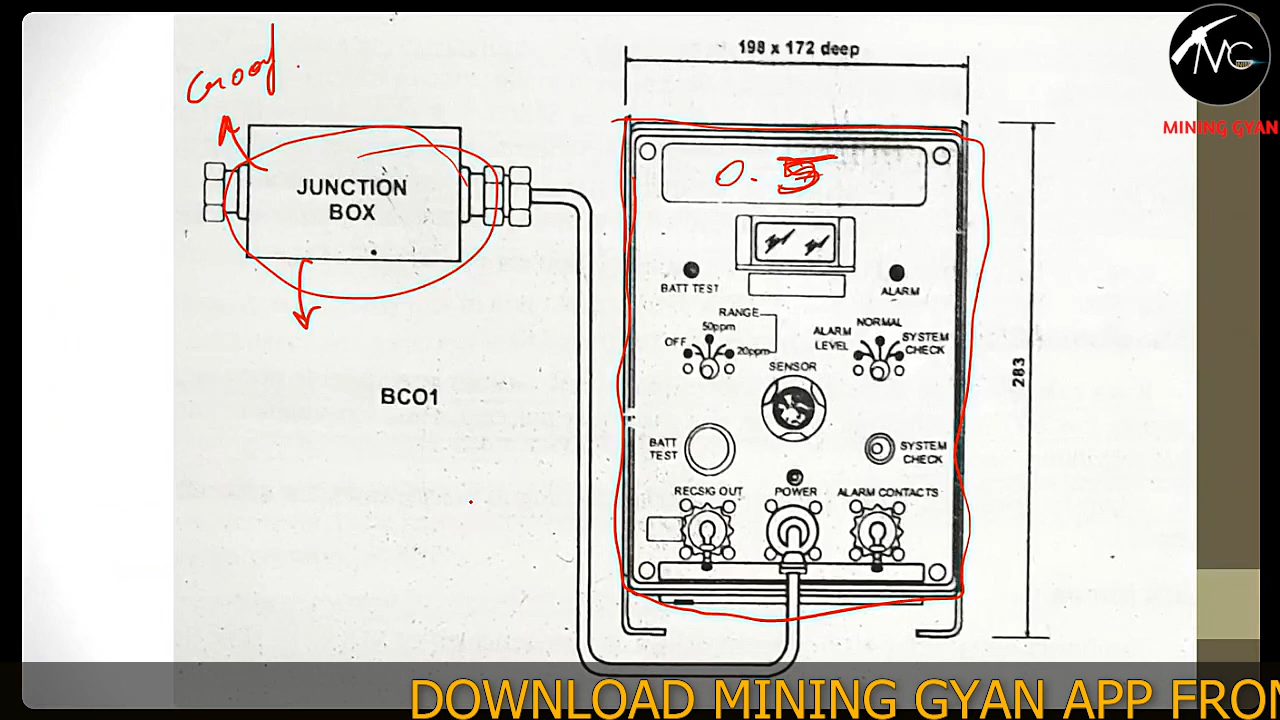 198 x 172 deep
MINING GYAN
JUNCTION
BOX
0.5
BATT TEST
ALARM
RANGE
50ppm
OFF
20ppm
NORMAL
ALARM
LEVEL
SYSTEM
CHECK
SENSOR
283
BCO1
BATT
TEST
SYSTEM
CHECK
RECSIG OUT
POWER
ALARM CONTACTS
DOWNLOAD MINING GYAN APP FROM